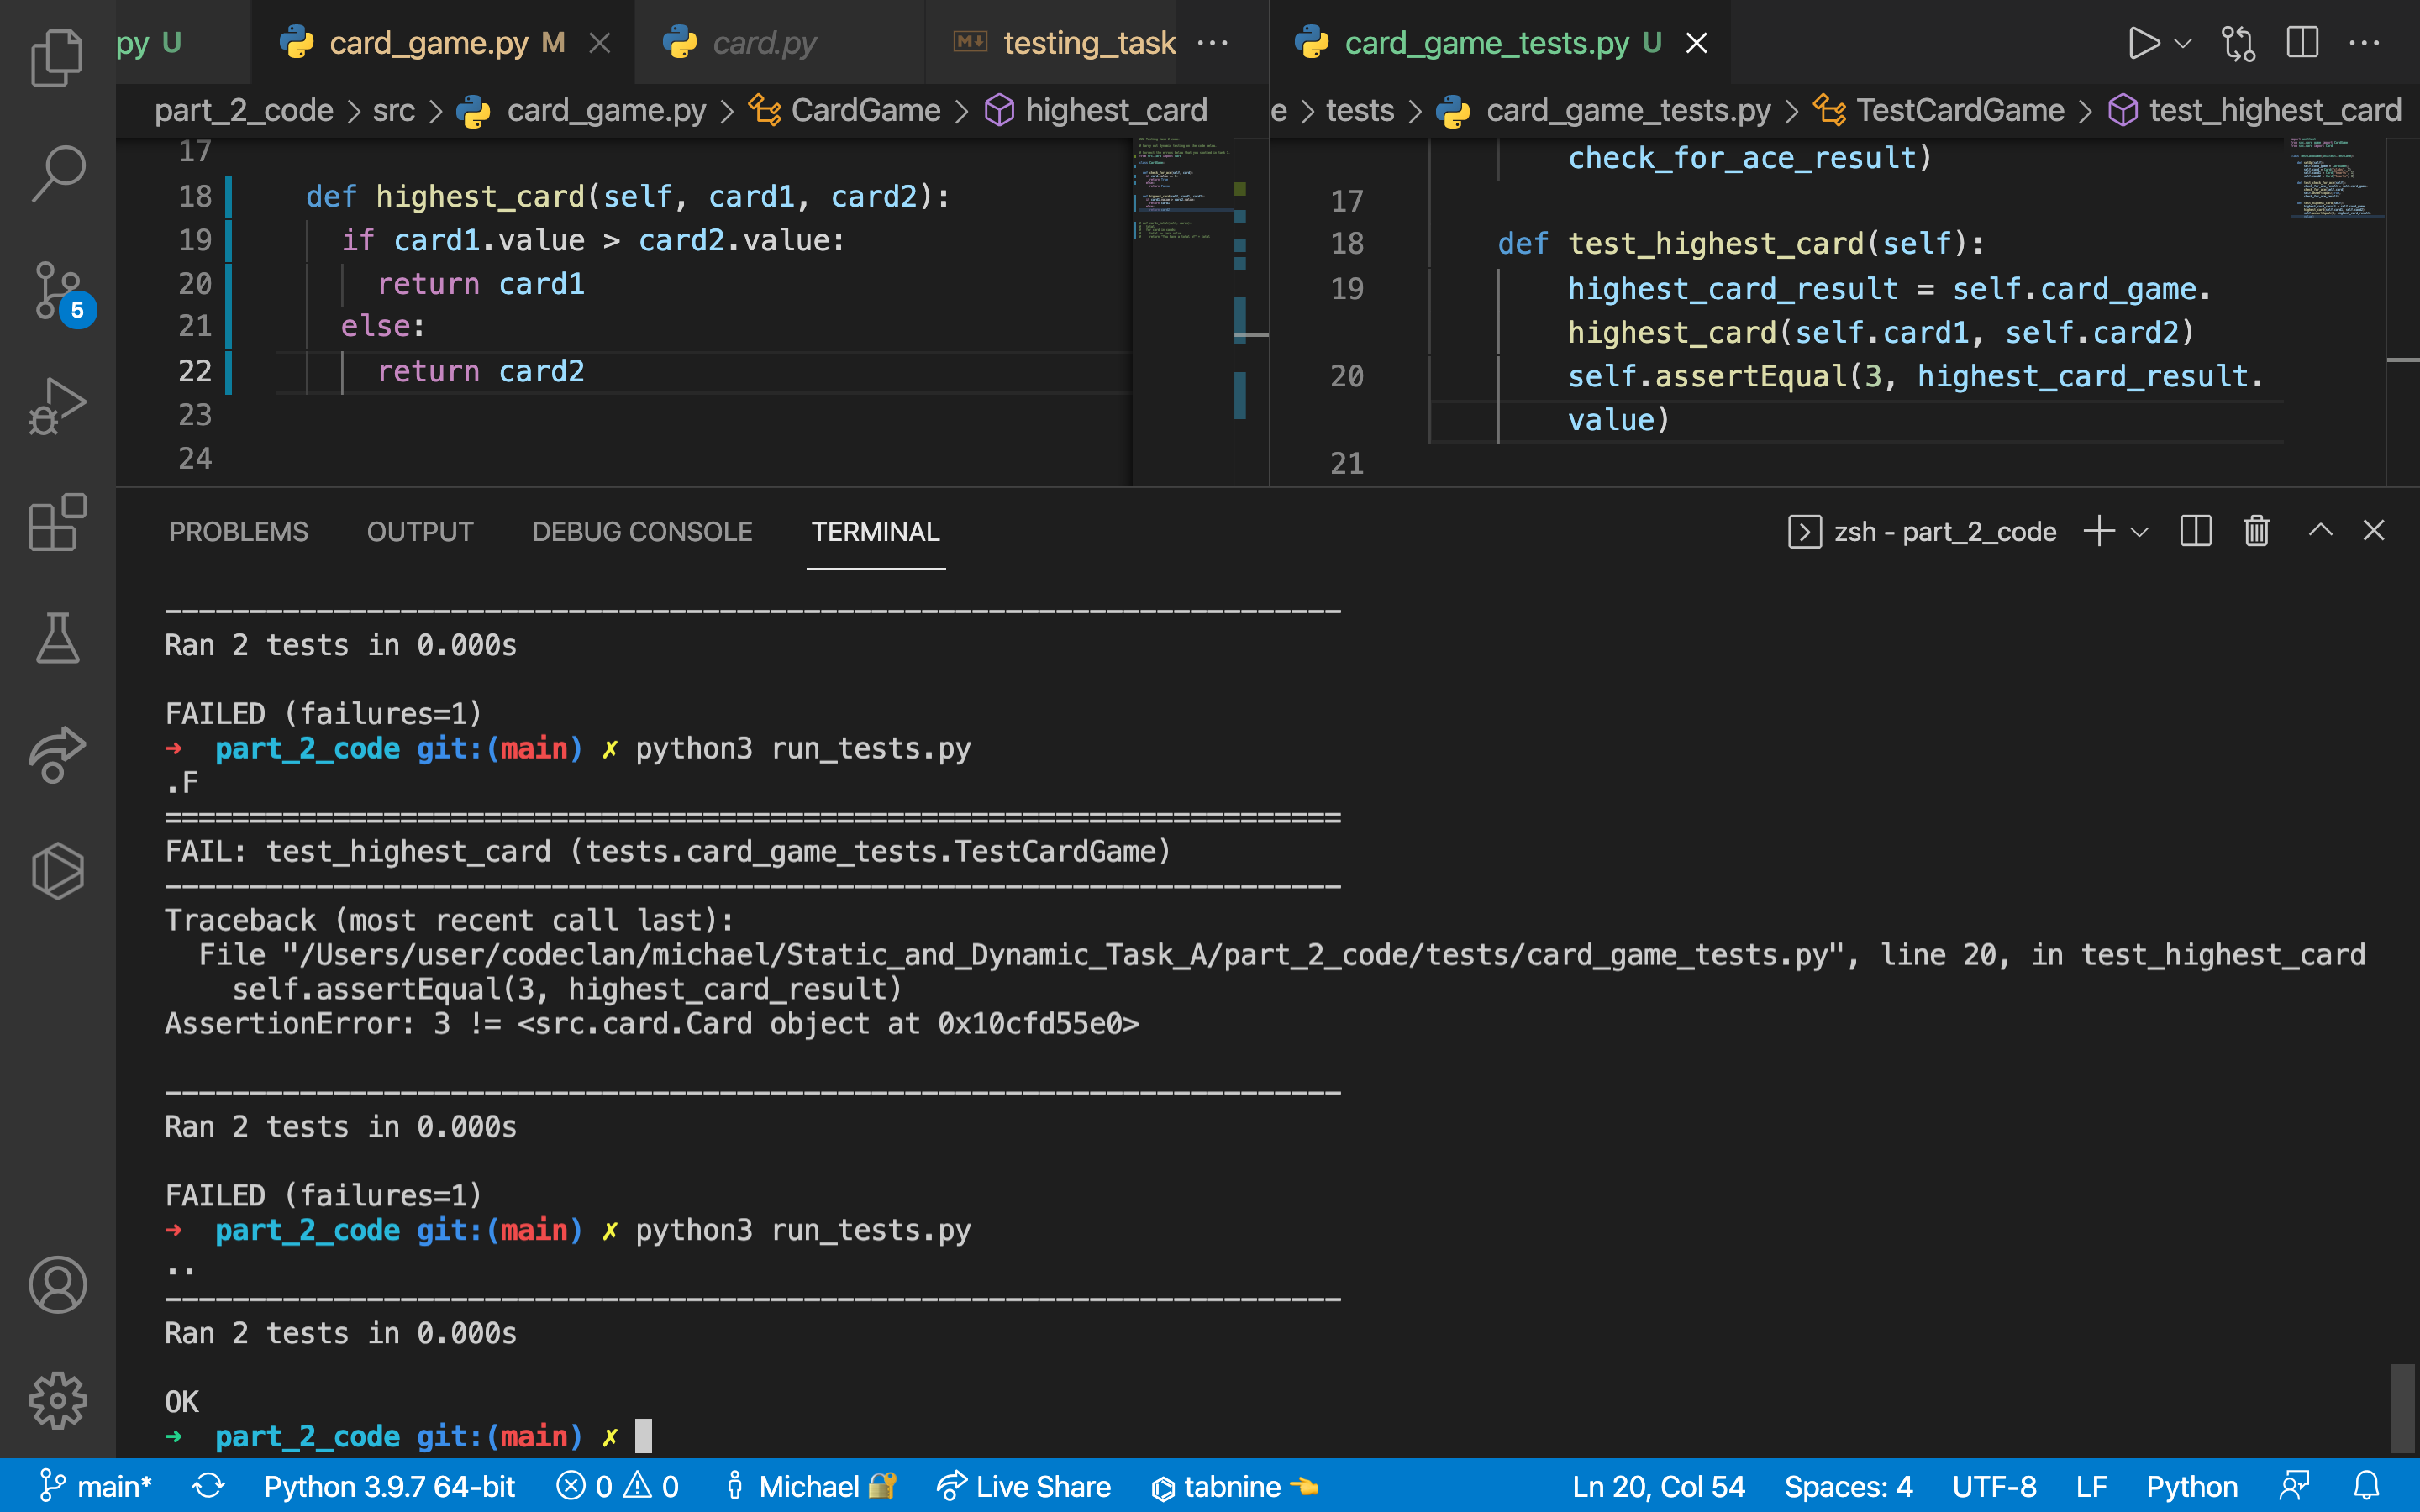 py U
card_game.py M
card.py
testing_task ...
card_game_tests.py U
part_2_code > src > card_game.py > CardGame > highest_card
e > tests > card_game_tests.py > TestCardGame > test_highest_card
17
18 def highest_card(self, card1, card2):
19 if card1.value > card2.value:
20 return card1
21 else:
22 return card2
23
24
check_for_ace_result)
17
18 def test_highest_card(self):
19 highest_card_result = self.card_game.
highest_card(self.card1, self.card2)
20 self.assertEqual(3, highest_card_result.
value)
21
5
PROBLEMS OUTPUT DEBUG CONSOLE TERMINAL
zsh - part_2_code
----------------------------------------------------------------------
Ran 2 tests in 0.000s
FAILED (failures=1)
➜ part_2_code git:(main) ✗ python3 run_tests.py
.F
======================================================================
FAIL: test_highest_card (tests.card_game_tests.TestCardGame)
----------------------------------------------------------------------
Traceback (most recent call last):
File "/Users/user/codeclan/michael/Static_and_Dynamic_Task_A/part_2_code/tests/card_game_tests.py", line 20, in test_highest_card
self.assertEqual(3, highest_card_result)
AssertionError: 3 != <src.card.Card object at 0x10cfd55e0>
----------------------------------------------------------------------
Ran 2 tests in 0.000s
FAILED (failures=1)
➜ part_2_code git:(main) ✗ python3 run_tests.py
..
----------------------------------------------------------------------
Ran 2 tests in 0.000s
OK
➜ part_2_code git:(main) ✗
main* Python 3.9.7 64-bit 0 0 Michael 🔐 Live Share tabnine 👈 Ln 20, Col 54 Spaces: 4 UTF-8 LF Python